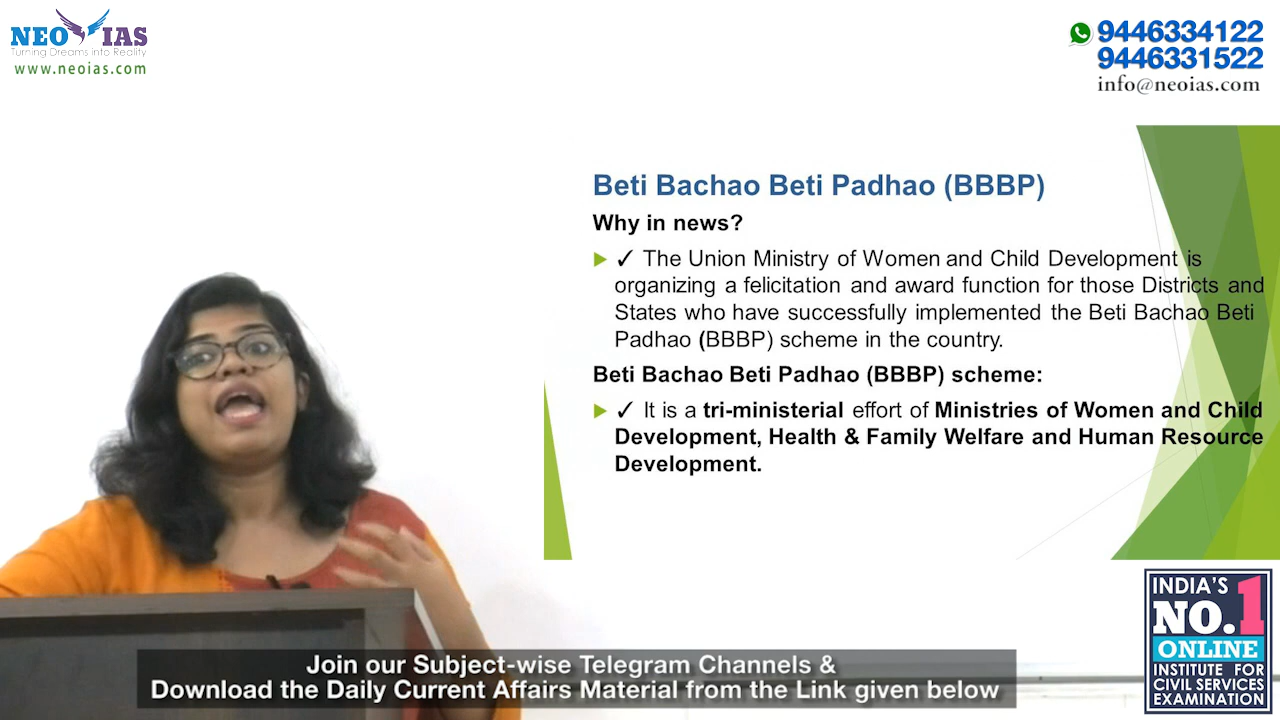 NEO IAS
Turning Dreams into Reality
www.neoias.com
9446334122
9446331522
info@neoias.com
Beti Bachao Beti Padhao (BBBP)
Why in news?
✓ The Union Ministry of Women and Child Development is
organizing a felicitation and award function for those Districts and
States who have successfully implemented the Beti Bachao Beti
Padhao (BBBP) scheme in the country.
Beti Bachao Beti Padhao (BBBP) scheme:
✓ It is a tri-ministerial effort of Ministries of Women and Child
Development, Health & Family Welfare and Human Resource
Development.
INDIA'S
NO.1
ONLINE
INSTITUTE FOR
CIVIL SERVICES
EXAMINATION
Join our Subject-wise Telegram Channels &
Download the Daily Current Affairs Material from the Link given below